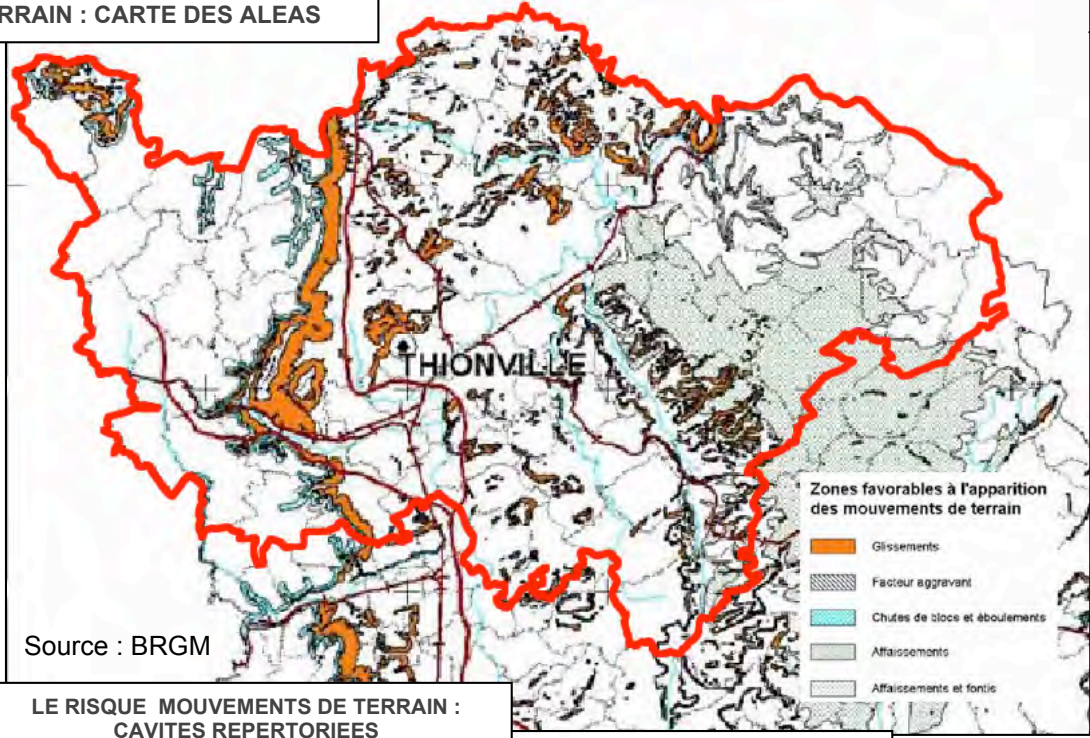 RRAIN : CARTE DES ALEAS
THIONVILLE
Zones favorables à l'apparition
des mouvements de terrain
Glissements
Facteur aggravant
Chutes de blocs et éboulements
Affaissements
Affaissements et fontis
Source : BRGM
LE RISQUE MOUVEMENTS DE TERRAIN :
CAVITES REPERTORIEES